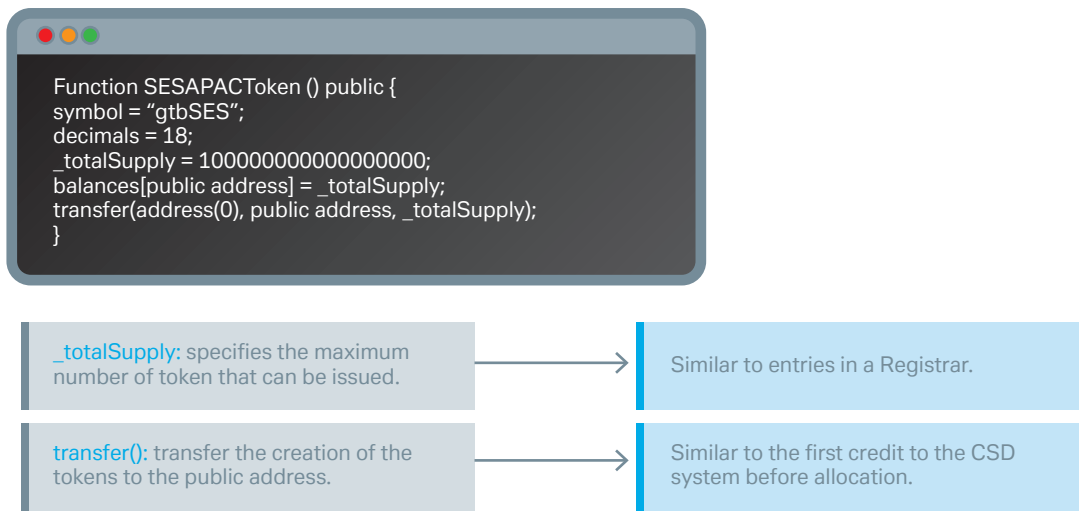 Function SESAPACToken () public {
symbol = “gtbSES”;
decimals = 18;
_totalSupply = 100000000000000000;
balances[public address] = _totalSupply;
transfer(address(0), public address, _totalSupply);
}
_totalSupply: specifies the maximum
number of token that can be issued.
Similar to entries in a Registrar.
transfer(): transfer the creation of the
tokens to the public address.
Similar to the first credit to the CSD
system before allocation.